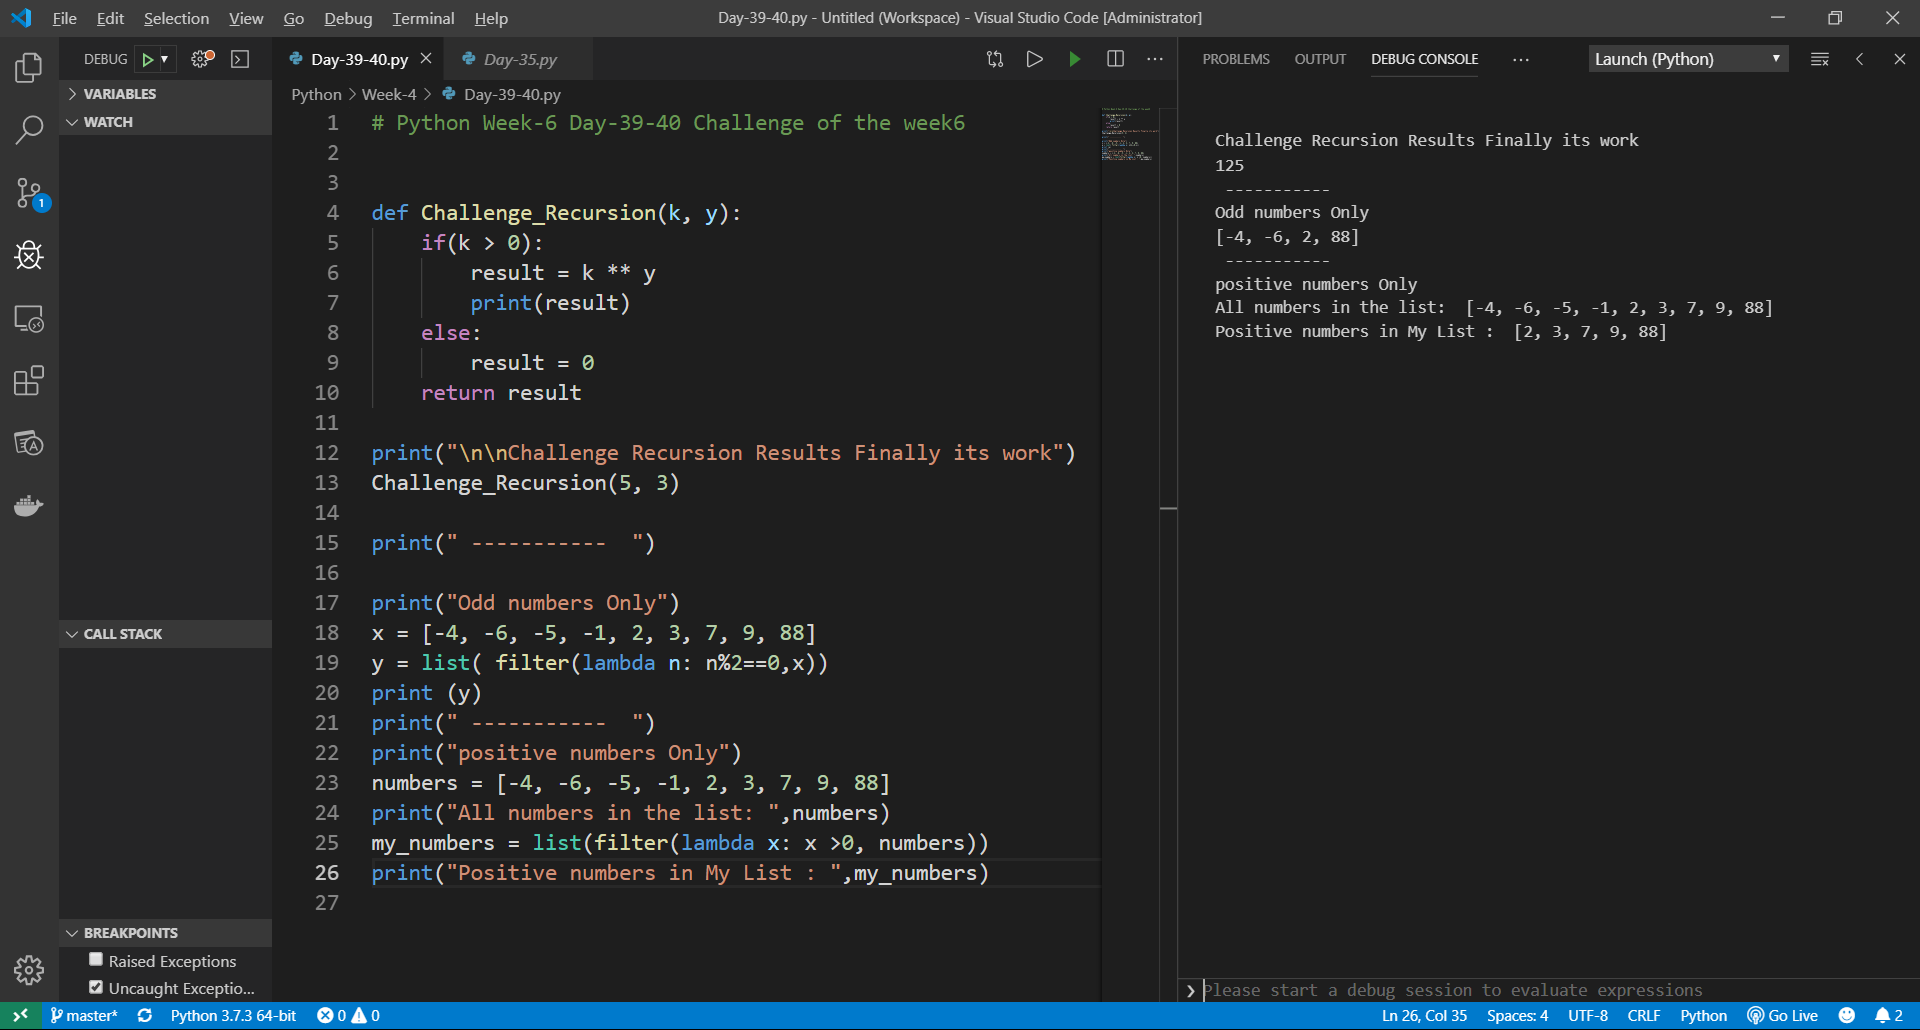 File Edit Selection View Go Debug Terminal Help
Day-39-40.py - Untitled (Workspace) - Visual Studio Code [Administrator]
DEBUG
VARIABLES
WATCH
CALL STACK
BREAKPOINTS
Raised Exceptions
Uncaught Exceptio...
1
Day-39-40.py
Day-35.py
Python > Week-4 > Day-39-40.py
1 # Python Week-6 Day-39-40 Challenge of the week6
2
3
4 def Challenge_Recursion(k, y):
5 if(k > 0):
6 result = k ** y
7 print(result)
8 else:
9 result = 0
10 return result
11
12 print("\n\nChallenge Recursion Results Finally its work")
13 Challenge_Recursion(5, 3)
14
15 print(" -----------  ")
16
17 print("Odd numbers Only")
18 x = [-4, -6, -5, -1, 2, 3, 7, 9, 88]
19 y = list( filter(lambda n: n%2==0,x))
20 print (y)
21 print(" -----------  ")
22 print("positive numbers Only")
23 numbers = [-4, -6, -5, -1, 2, 3, 7, 9, 88]
24 print("All numbers in the list: ",numbers)
25 my_numbers = list(filter(lambda x: x >0, numbers))
26 print("Positive numbers in My List : ",my_numbers)
27
PROBLEMS OUTPUT DEBUG CONSOLE ... Launch (Python)
Challenge Recursion Results Finally its work
125
-----------
Odd numbers Only
[-4, -6, 2, 88]
-----------
positive numbers Only
All numbers in the list:  [-4, -6, -5, -1, 2, 3, 7, 9, 88]
Positive numbers in My List :  [2, 3, 7, 9, 88]
Please start a debug session to evaluate expressions
master* Python 3.7.3 64-bit 0 0 Ln 26, Col 35 Spaces: 4 UTF-8 CRLF Python Go Live 2